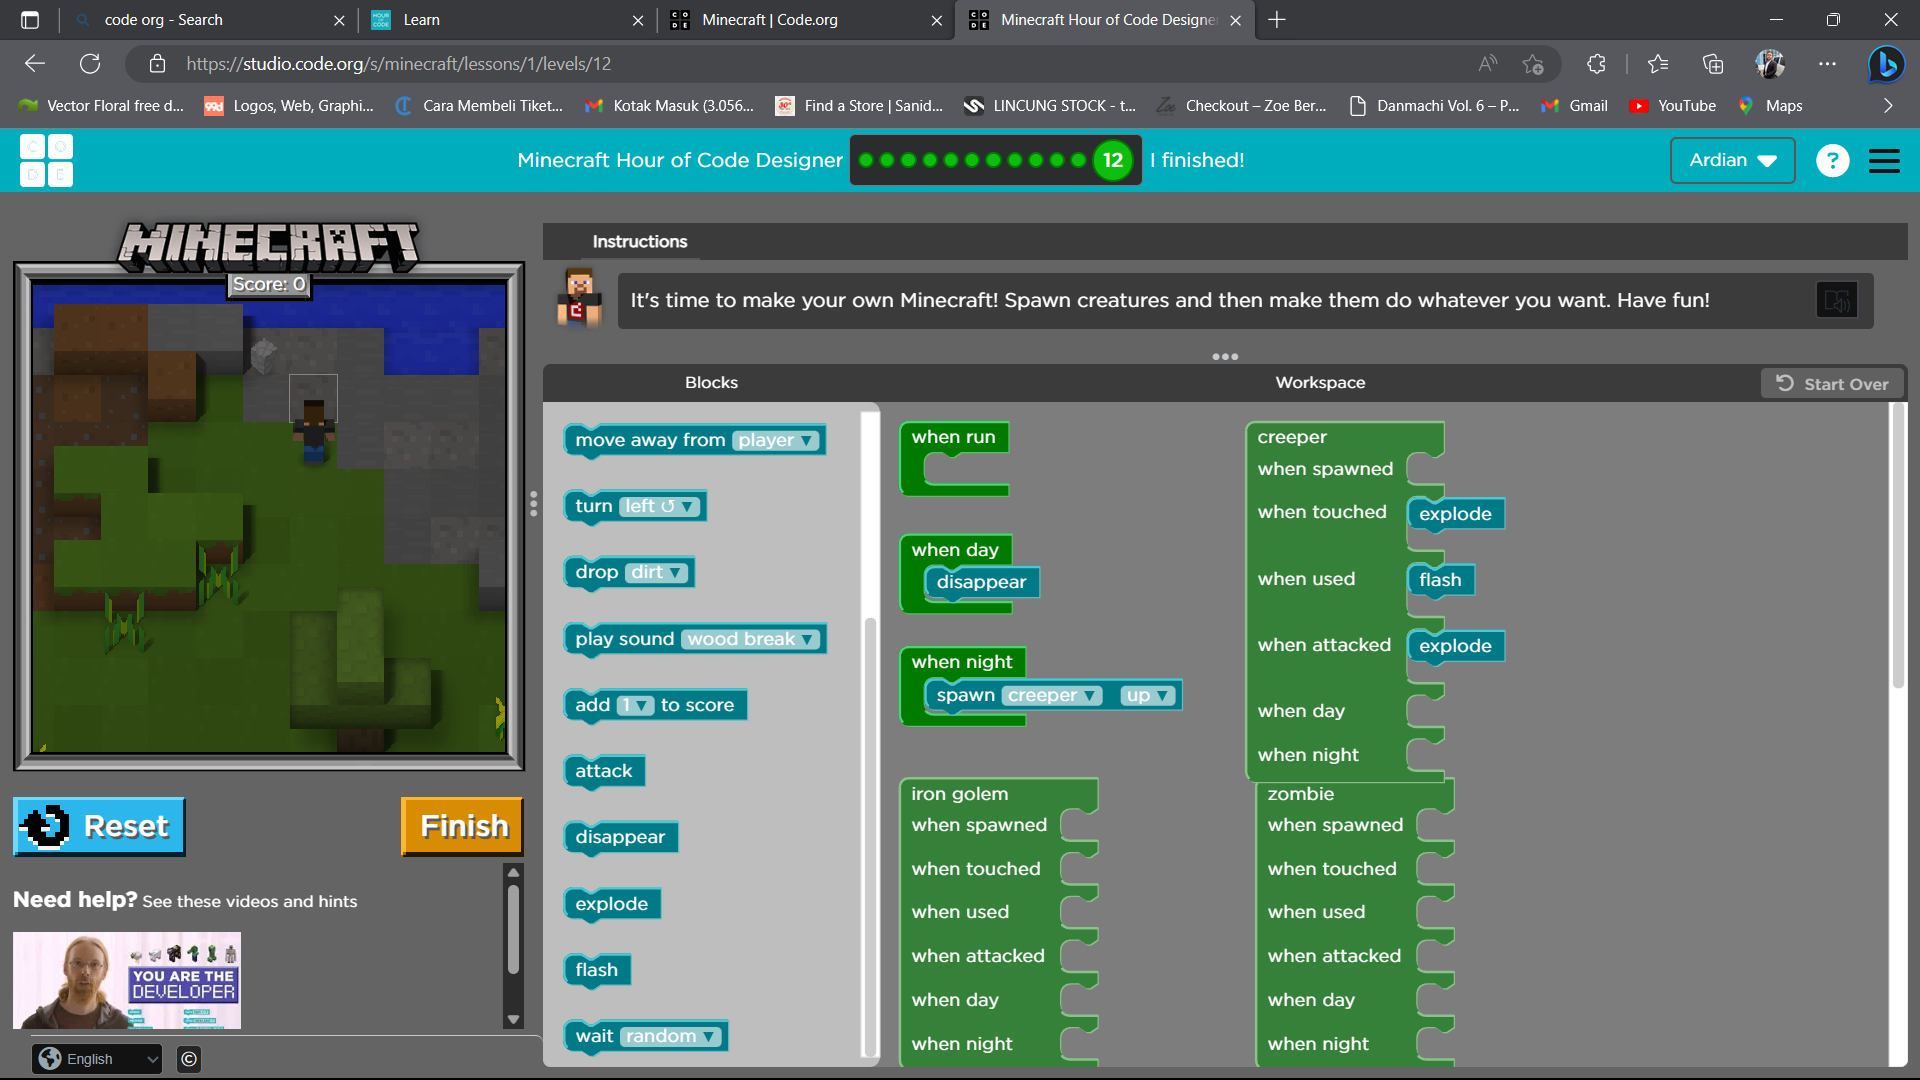 code org - Search
Learn
Minecraft | Code.org
Minecraft Hour of Code Designe
https://studio.code.org/s/minecraft/lessons/1/levels/12
Vector Floral free d...
Logos, Web, Graphi...
Cara Membeli Tiket...
Kotak Masuk (3.056...
Find a Store | Sanid...
LINCUNG STOCK - t...
Checkout – Zoe Ber...
Danmachi Vol. 6 – P...
Gmail
YouTube
Maps
C O
D E
Minecraft Hour of Code Designer
12
I finished!
Ardian
?
MINECRAFT
Score: 0
Instructions
It's time to make your own Minecraft! Spawn creatures and then make them do whatever you want. Have fun!
Blocks
Workspace
Start Over
move away from player
turn left
drop dirt
play sound wood break
add 1 to score
attack
disappear
explode
flash
wait random
when run
when day
disappear
when night
spawn creeper up
creeper
when spawned
when touched explode
when used flash
when attacked explode
when day
when night
iron golem
when spawned
when touched
when used
when attacked
when day
when night
zombie
when spawned
when touched
when used
when attacked
when day
when night
Reset
Finish
Need help? See these videos and hints
YOU ARE THE
DEVELOPER
English
©